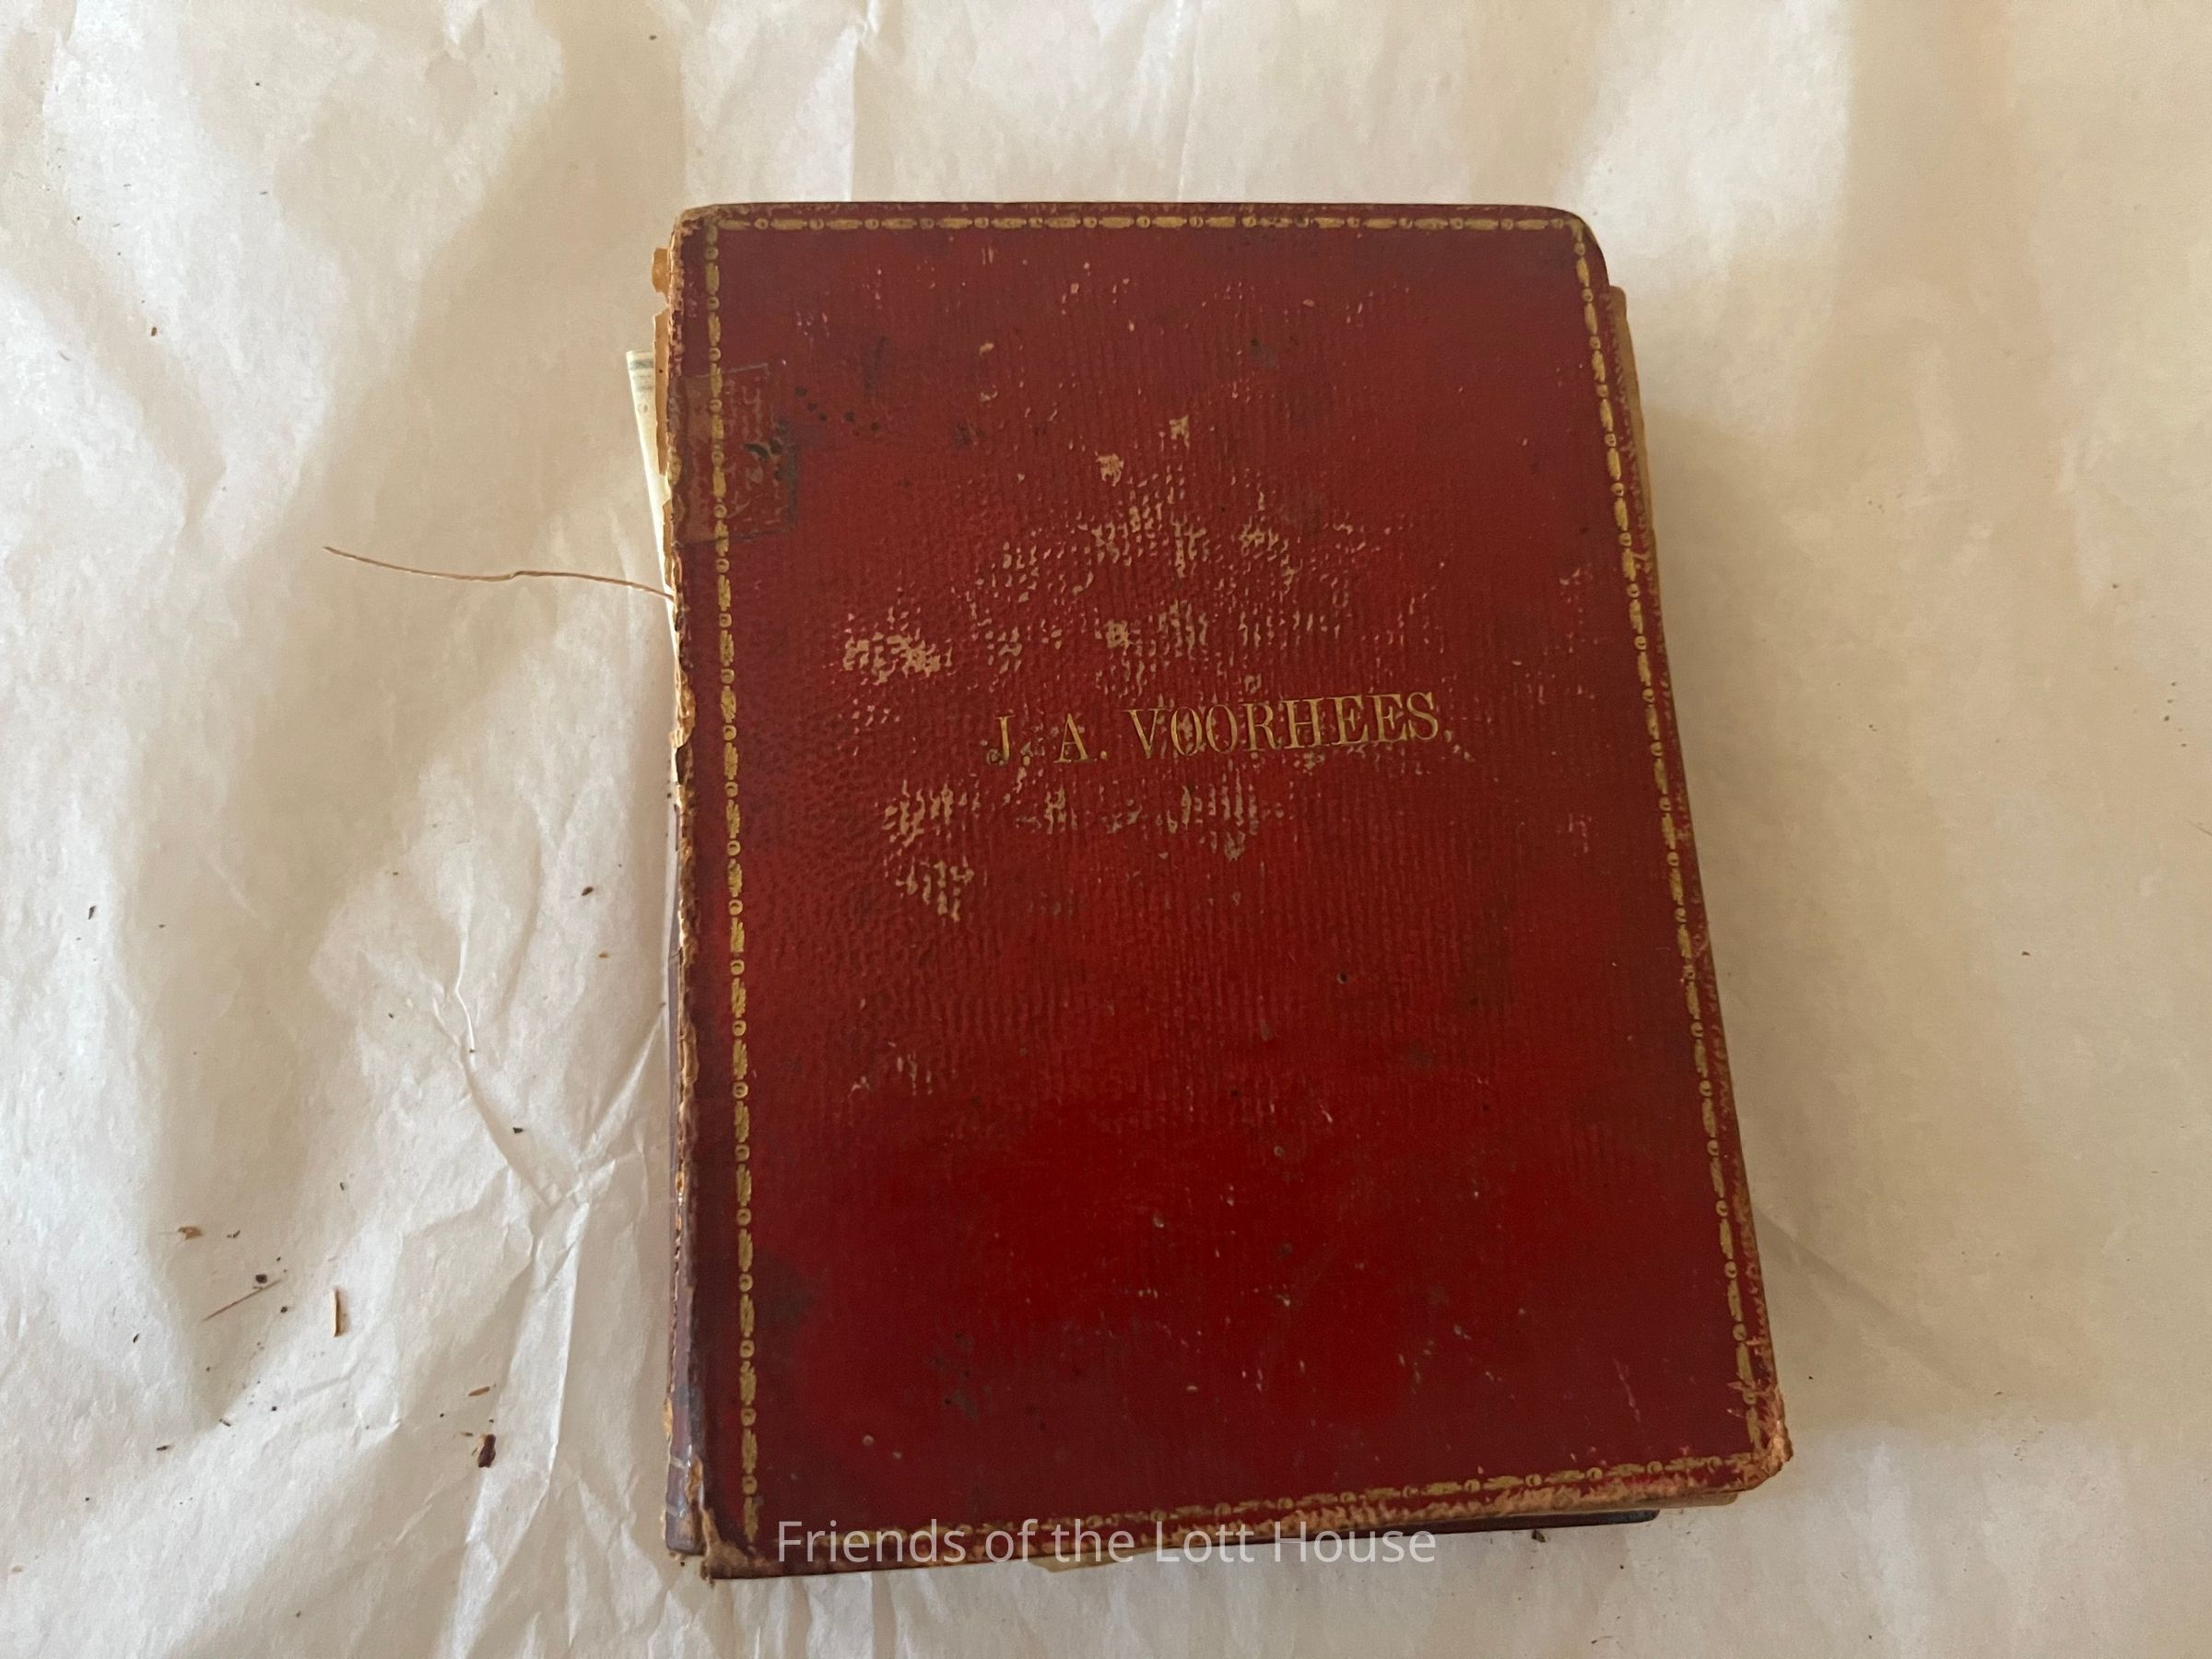 J. A. VOORHEES.
Friends of the Lott House